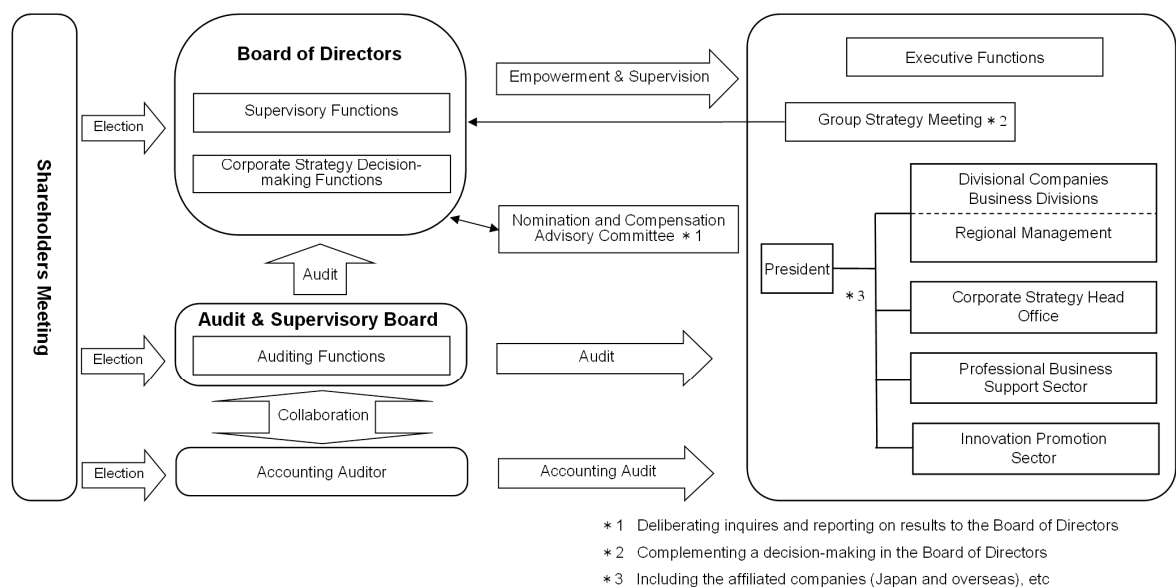 Shareholders Meeting
Election
Board of Directors
Supervisory Functions
Corporate Strategy Decision-
making Functions
Empowerment & Supervision
Executive Functions
Group Strategy Meeting *2
Nomination and Compensation
Advisory Committee *1
Audit
Election
Audit & Supervisory Board
Auditing Functions
Audit
Collaboration
Election
Accounting Auditor
Accounting Audit
President
*3
Divisional Companies
Business Divisions
Regional Management
Corporate Strategy Head
Office
Professional Business
Support Sector
Innovation Promotion
Sector
*1 Deliberating inquires and reporting on results to the Board of Directors
*2 Complementing a decision-making in the Board of Directors
*3 Including the affiliated companies (Japan and overseas), etc